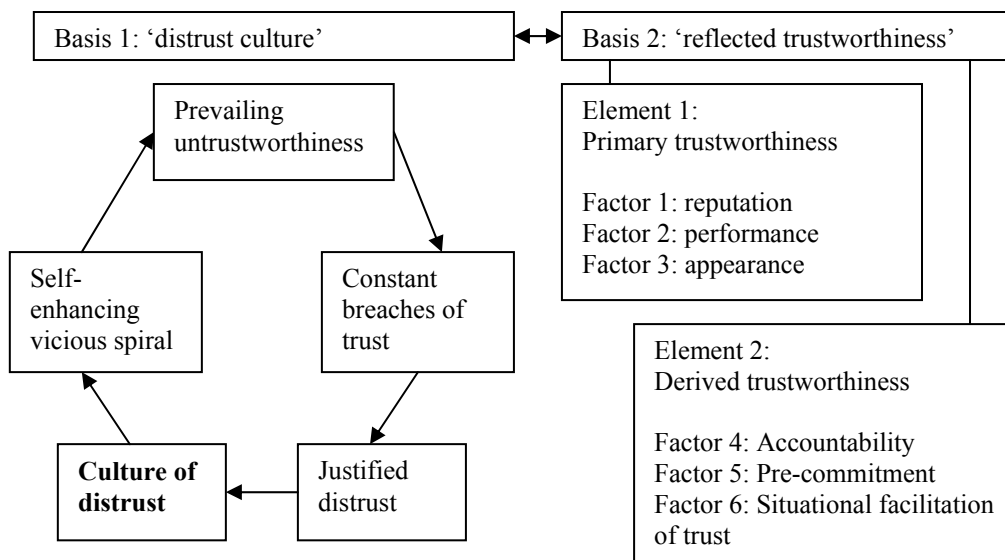 Basis 1: ‘distrust culture’
Basis 2: ‘reflected trustworthiness’
Prevailing
untrustworthiness
Constant
breaches of
trust
Justified
distrust
Culture of
distrust
Self-
enhancing
vicious spiral
Element 1:
Primary trustworthiness
Factor 1: reputation
Factor 2: performance
Factor 3: appearance
Element 2:
Derived trustworthiness
Factor 4: Accountability
Factor 5: Pre-commitment
Factor 6: Situational facilitation
of trust